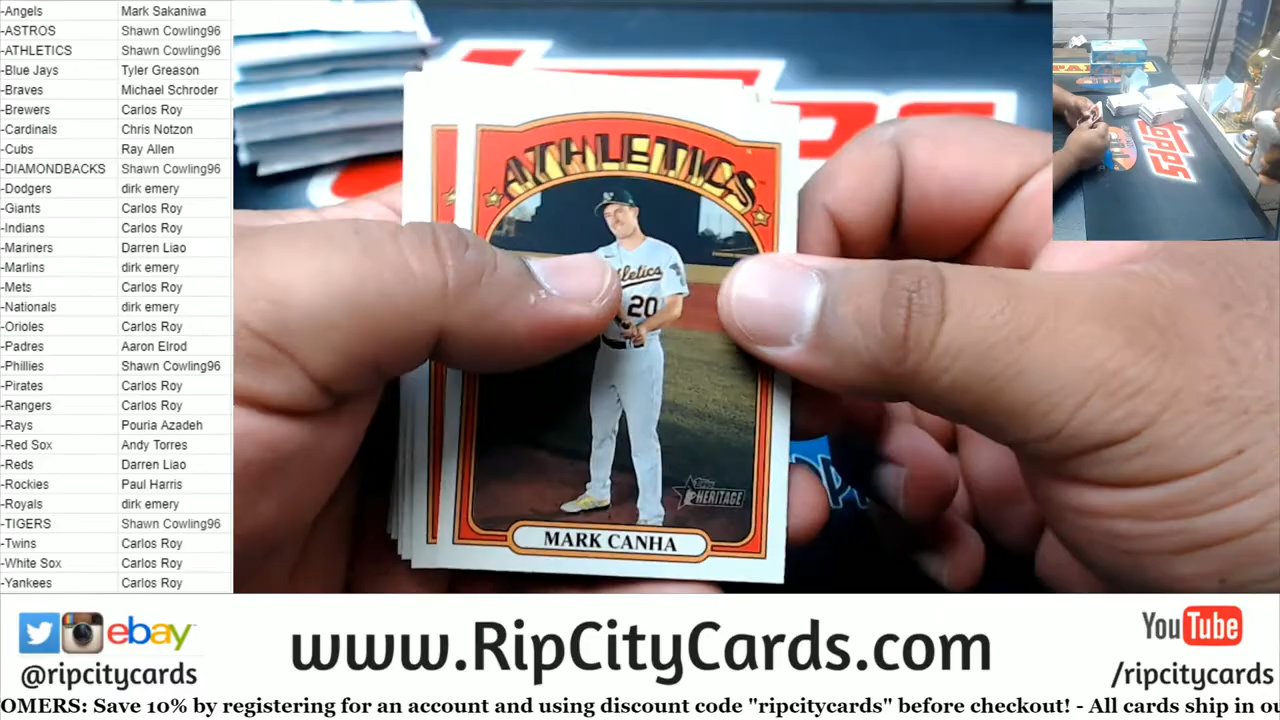 -Angels Mark Sakaniwa
-ASTROS Shawn Cowling96
-ATHLETICS Shawn Cowling96
-Blue Jays Tyler Greason
-Braves Michael Schroder
-Brewers Carlos Roy
-Cardinals Chris Notzon
-Cubs Ray Allen
-DIAMONDBACKS Shawn Cowling96
-Dodgers dirk emery
-Giants Carlos Roy
-Indians Carlos Roy
-Mariners Darren Liao
-Marlins dirk emery
-Mets Carlos Roy
-Nationals dirk emery
-Orioles Carlos Roy
-Padres Aaron Elrod
-Phillies Shawn Cowling96
-Pirates Carlos Roy
-Rangers Carlos Roy
-Rays Pouria Azadeh
-Red Sox Andy Torres
-Reds Darren Liao
-Rockies Paul Harris
-Royals dirk emery
-TIGERS Shawn Cowling96
-Twins Carlos Roy
-White Sox Carlos Roy
-Yankees Carlos Roy
ATHLETICS
20
TOPPS
HERITAGE
MARK CANHA
topps
ebay
@ripcitycards
www.RipCityCards.com
YouTube
/ripcitycards
OMERS: Save 10% by registering for an account and using discount code "ripcitycards" before checkout! - All cards ship in ou